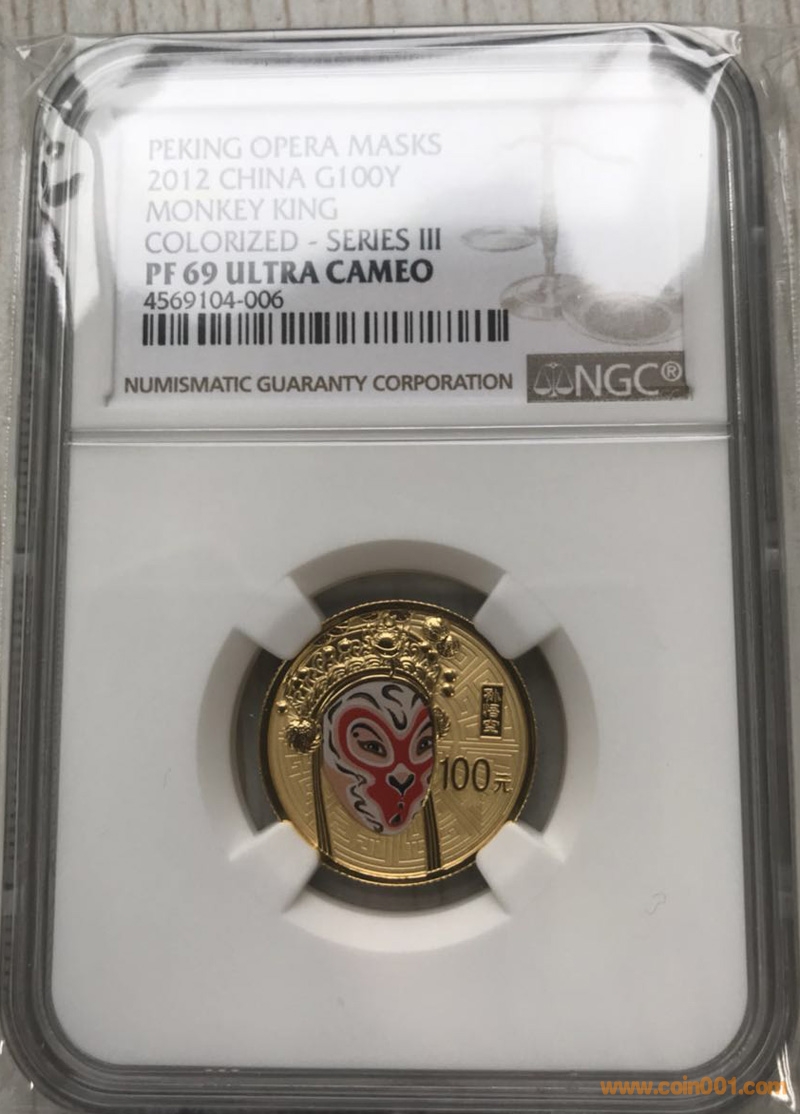 PEKING OPERA MASKS
2012 CHINA G100Y
MONKEY KING
COLORIZED - SERIES III
PF 69 ULTRA CAMEO
4569104-006
NUMISMATIC GUARANTY CORPORATION
NGC®
孙悟空
100元
www.coin001.com